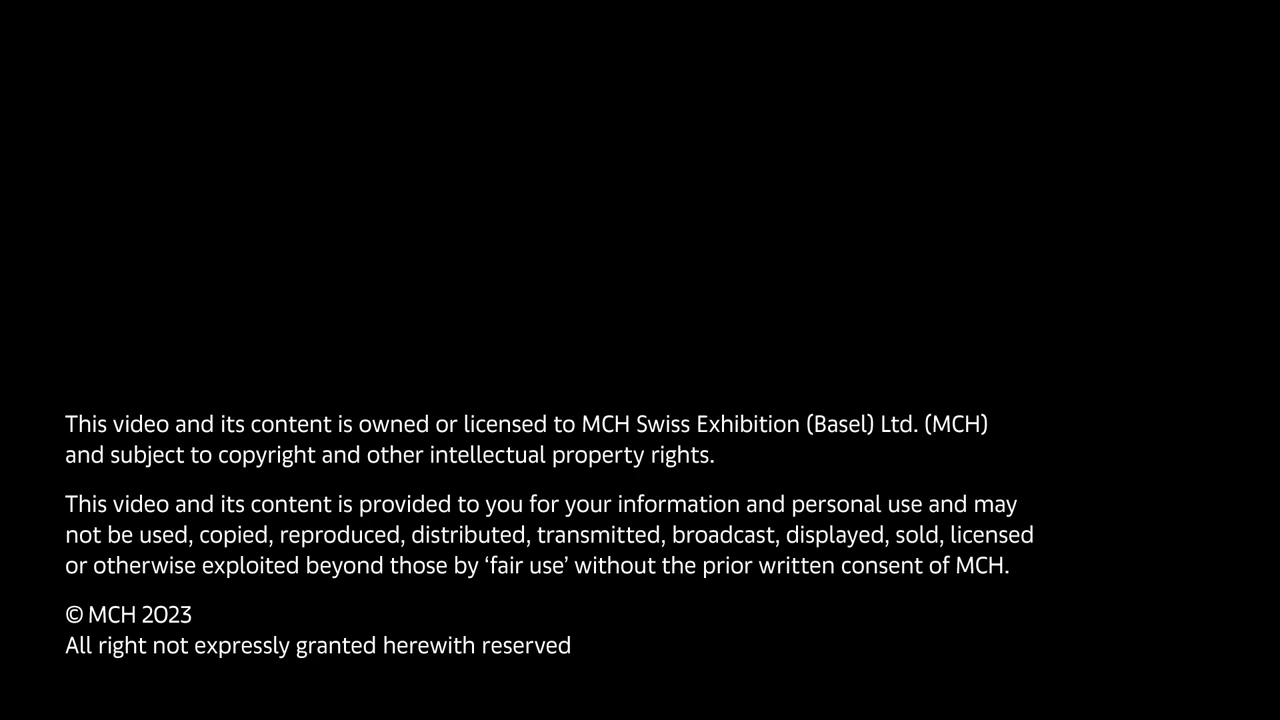 This video and its content is owned or licensed to MCH Swiss Exhibition (Basel) Ltd. (MCH)
and subject to copyright and other intellectual property rights.
This video and its content is provided to you for your information and personal use and may
not be used, copied, reproduced, distributed, transmitted, broadcast, displayed, sold, licensed
or otherwise exploited beyond those by ‘fair use’ without the prior written consent of MCH.
© MCH 2023
All right not expressly granted herewith reserved